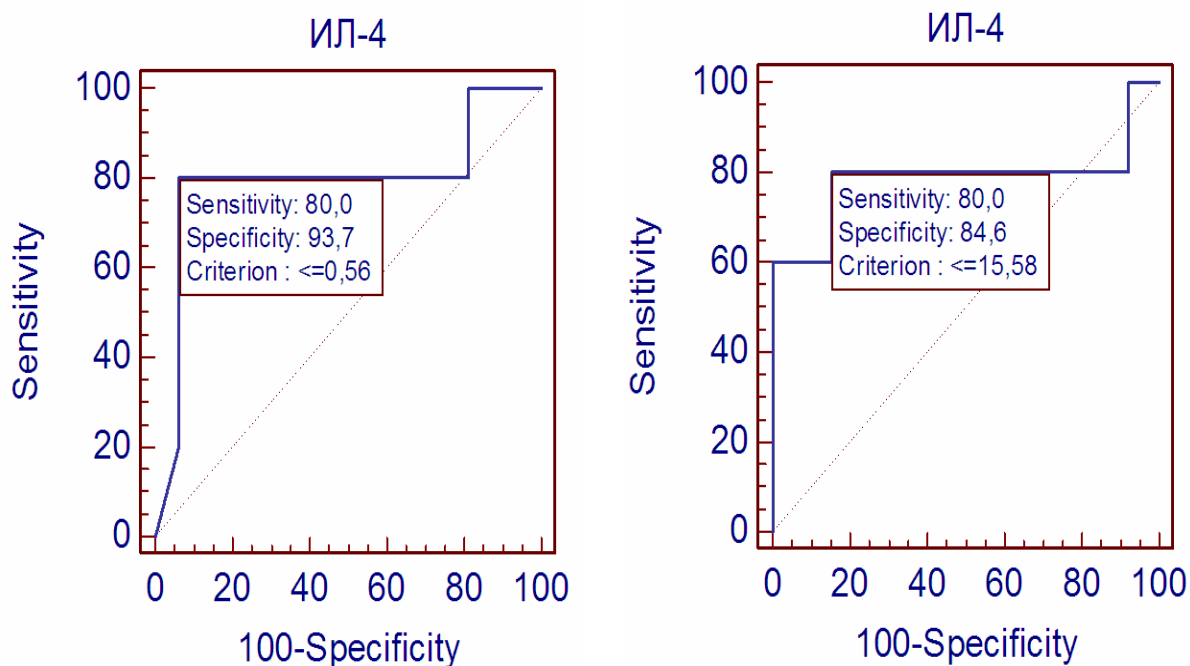 ИЛ-4
100
80
60
40
20
0
Sensitivity
Sensitivity: 80,0
Specificity: 93,7
Criterion : <=0,56
0 20 40 60 80 100
100-Specificity
ИЛ-4
100
80
60
40
20
0
Sensitivity
Sensitivity: 80,0
Specificity: 84,6
Criterion : <=15,58
0 20 40 60 80 100
100-Specificity